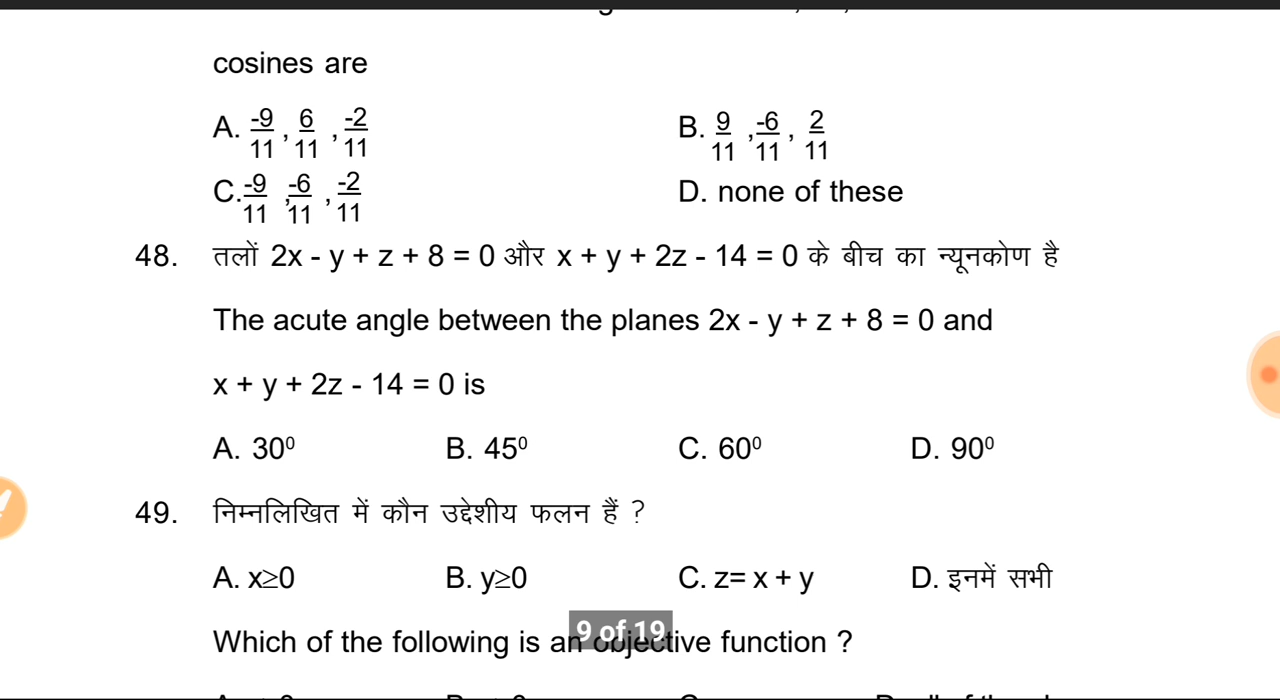 cosines are
A. -9/11 , 6/11 , -2/11 B. 9/11 , -6/11 , 2/11
C. -9/11 , -6/11 , -2/11 D. none of these
48. तलों 2x - y + z + 8 = 0 और x + y + 2z - 14 = 0 के बीच का न्यूनकोण है
The acute angle between the planes 2x - y + z + 8 = 0 and
x + y + 2z - 14 = 0 is
A. 30⁰ B. 45⁰ C. 60⁰ D. 90⁰
49. निम्नलिखित में कौन उद्देशीय फलन हैं ?
A. x≥0 B. y≥0 C. z= x + y D. इनमें सभी
9 of 19
Which of the following is an objective function ?